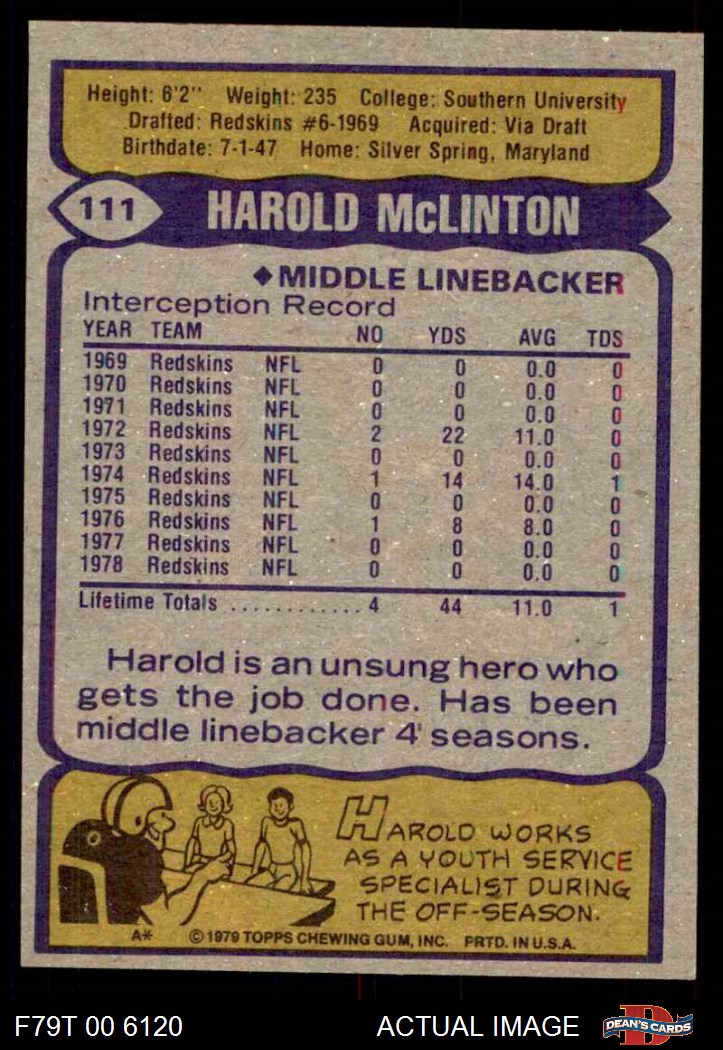 Height: 6'2" Weight: 235 College: Southern University
Drafted: Redskins #6-1969 Acquired: Via Draft
Birthdate: 7-1-47 Home: Silver Spring, Maryland
111 HAROLD McLINTON
◆MIDDLE LINEBACKER
Interception Record
YEAR TEAM NO YDS AVG TDS
1969 Redskins NFL 0 0 0.0 0
1970 Redskins NFL 0 0 0.0 0
1971 Redskins NFL 0 0 0.0 0
1972 Redskins NFL 2 22 11.0 0
1973 Redskins NFL 0 0 0.0 0
1974 Redskins NFL 1 14 14.0 1
1975 Redskins NFL 0 0 0.0 0
1976 Redskins NFL 1 8 8.0 0
1977 Redskins NFL 0 0 0.0 0
1978 Redskins NFL 0 0 0.0 0
Lifetime Totals ............ 4 44 11.0 1
Harold is an unsung hero who
gets the job done. Has been
middle linebacker 4 seasons.
HAROLD WORKS
AS A YOUTH SERVICE
SPECIALIST DURING
THE OFF-SEASON.
A* © 1979 TOPPS CHEWING GUM, INC. PRTD. IN U.S.A.
F79T 00 6120 ACTUAL IMAGE DEAN'S CARDS